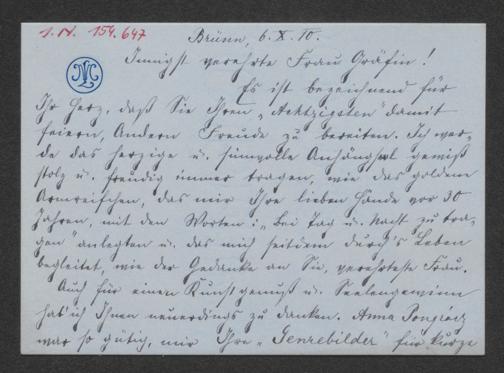 I.N. 154.647
Brünn, 6.X.10.
Innigst verehrte Frau Gräfin!
Es ist bezeichnend für
Ihr Herz, daß Sie Ihren „Achtzigsten" damit
feiern, Andern Freude zu bereiten. Ich wer-
de das herzige u. sinnvolle Anhängsel gewiß
stolz u. freudig immer tragen, wie das goldene
Armreifchen, das mir Ihre lieben Hände vor 30
Jahren, mit den Worten: „bei Tag u. Nacht zu tra-
gen" anlegten u. das mich seitdem durch's Leben
begleitet, wie der Gedanke an Sie, verehrteste Frau.
Auch für einen Kunstgenuß u. Seelengewinn
hab' ich Ihnen neuerdings zu danken. Anna Pongracz
war so gütig, mir Ihre „Genrebilder" für kurze